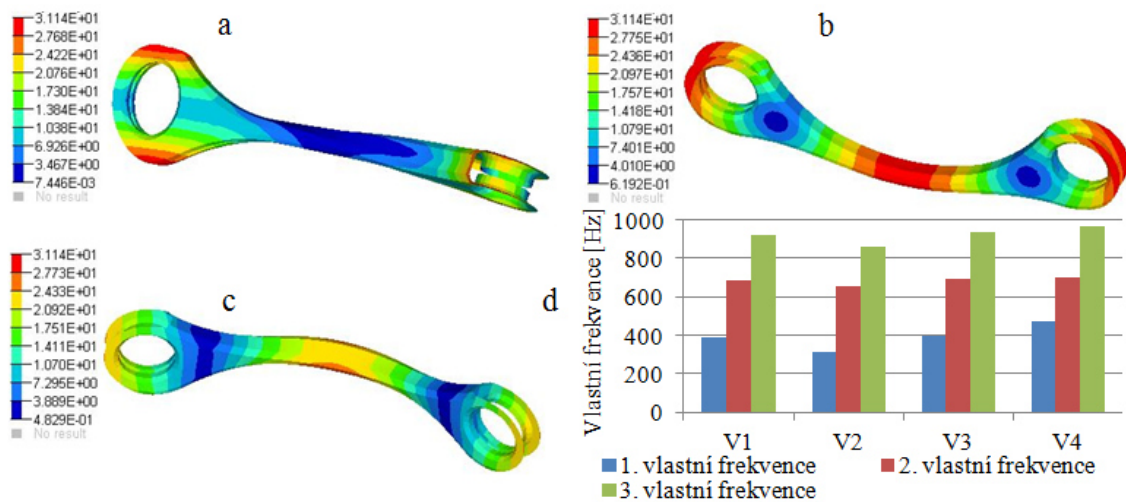 a
3.114E+01
2.768E+01
2.422E+01
2.076E+01
1.730E+01
1.384E+01
1.038E+01
6.926E+00
3.467E+00
7.446E-03
No result
b
3.114E+01
2.775E+01
2.436E+01
2.097E+01
1.757E+01
1.418E+01
1.079E+01
7.401E+00
4.010E+00
6.192E-01
No result
c
3.114E+01
2.773E+01
2.433E+01
2.092E+01
1.751E+01
1.411E+01
1.070E+01
7.295E+00
3.889E+00
4.829E-01
No result
d
Vlastní frekvence [Hz]
1000
800
600
400
200
0
V1 V2 V3 V4
1. vlastní frekvence
2. vlastní frekvence
3. vlastní frekvence